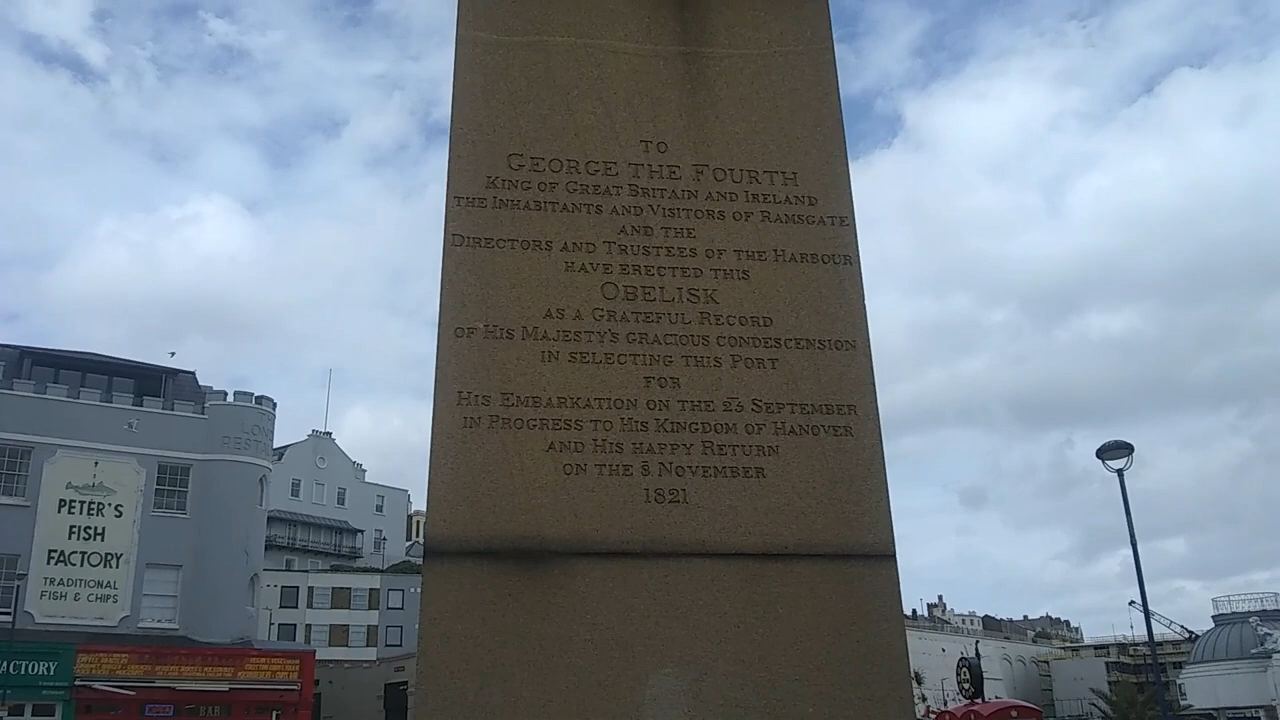 TO
GEORGE THE FOURTH
KING OF GREAT BRITAIN AND IRELAND
THE INHABITANTS AND VISITORS OF RAMSGATE
AND THE
DIRECTORS AND TRUSTEES OF THE HARBOUR
HAVE ERECTED THIS
OBELISK
AS A GRATEFUL RECORD
OF HIS MAJESTY'S GRACIOUS CONDESCENSION
IN SELECTING THIS PORT
FOR
HIS EMBARKATION ON THE 25 SEPTEMBER
IN PROGRESS TO HIS KINGDOM OF HANOVER
AND HIS HAPPY RETURN
ON THE 8 NOVEMBER
1821
PETER'S
FISH
FACTORY
TRADITIONAL
FISH & CHIPS
ACTORY
BAR